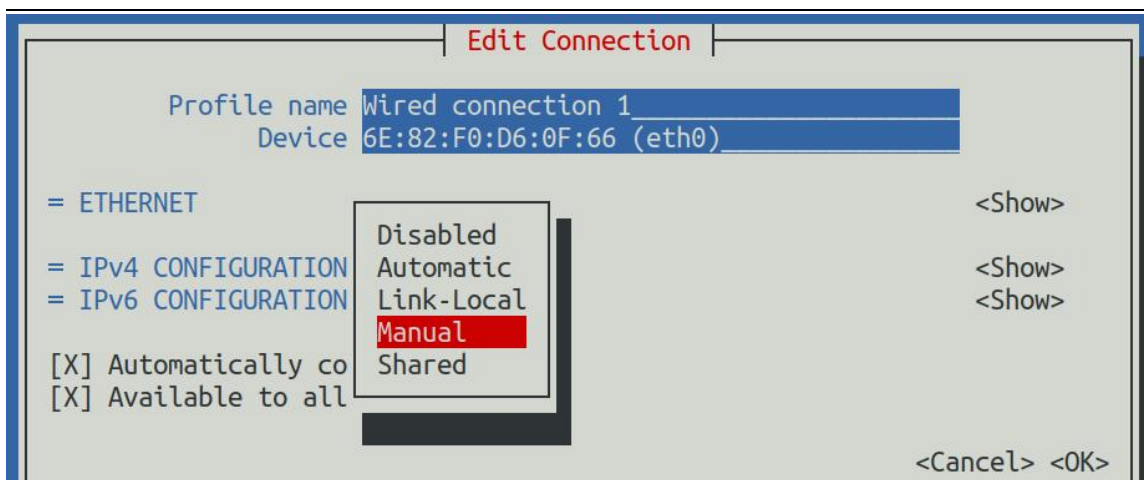 Edit Connection
Profile name Wired connection 1
Device 6E:82:F0:D6:0F:66 (eth0)
= ETHERNET <Show>
Disabled
= IPv4 CONFIGURATION Automatic <Show>
= IPv6 CONFIGURATION Link-Local <Show>
Manual
[X] Automatically co Shared
[X] Available to all
<Cancel> <OK>